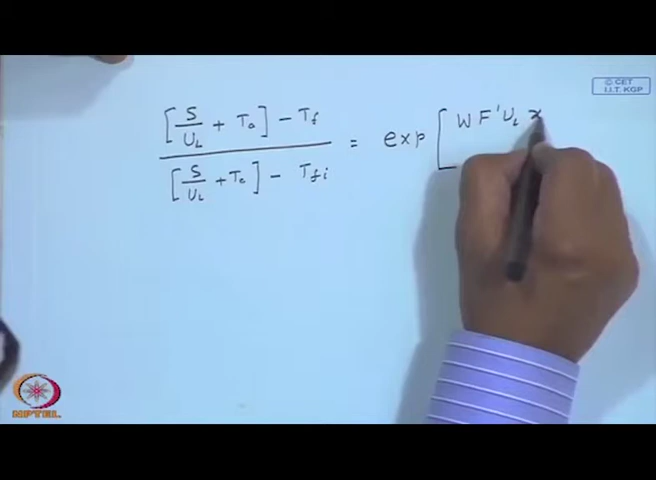 © CET
I.I.T. KGP
[S/U_L + T_a] - T_f
/ [S/U_L + T_a] - T_fi = exp [W F' U_L x
NPTEL